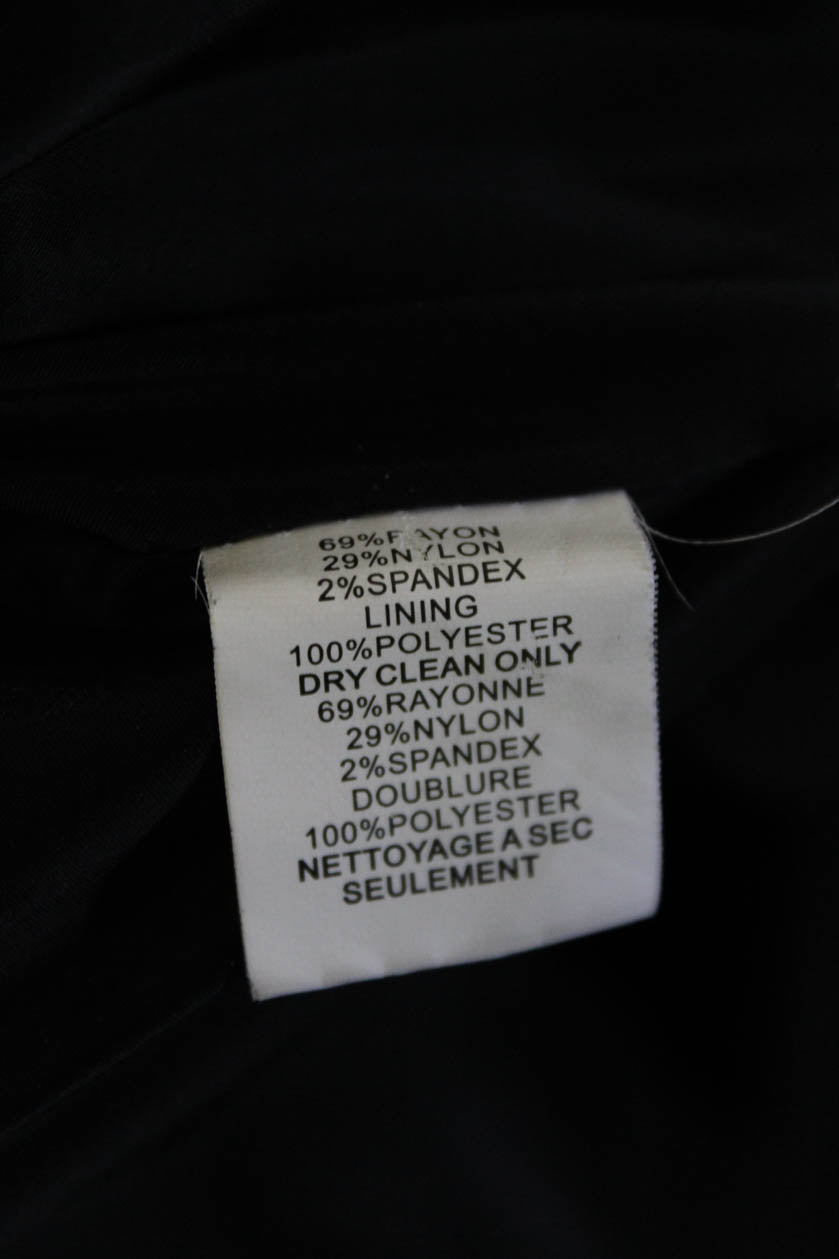 69%RAYON
29%NYLON
2%SPANDEX
LINING
100%POLYESTER
DRY CLEAN ONLY
69%RAYONNE
29%NYLON
2%SPANDEX
DOUBLURE
100%POLYESTER
NETTOYAGE A SEC
SEULEMENT